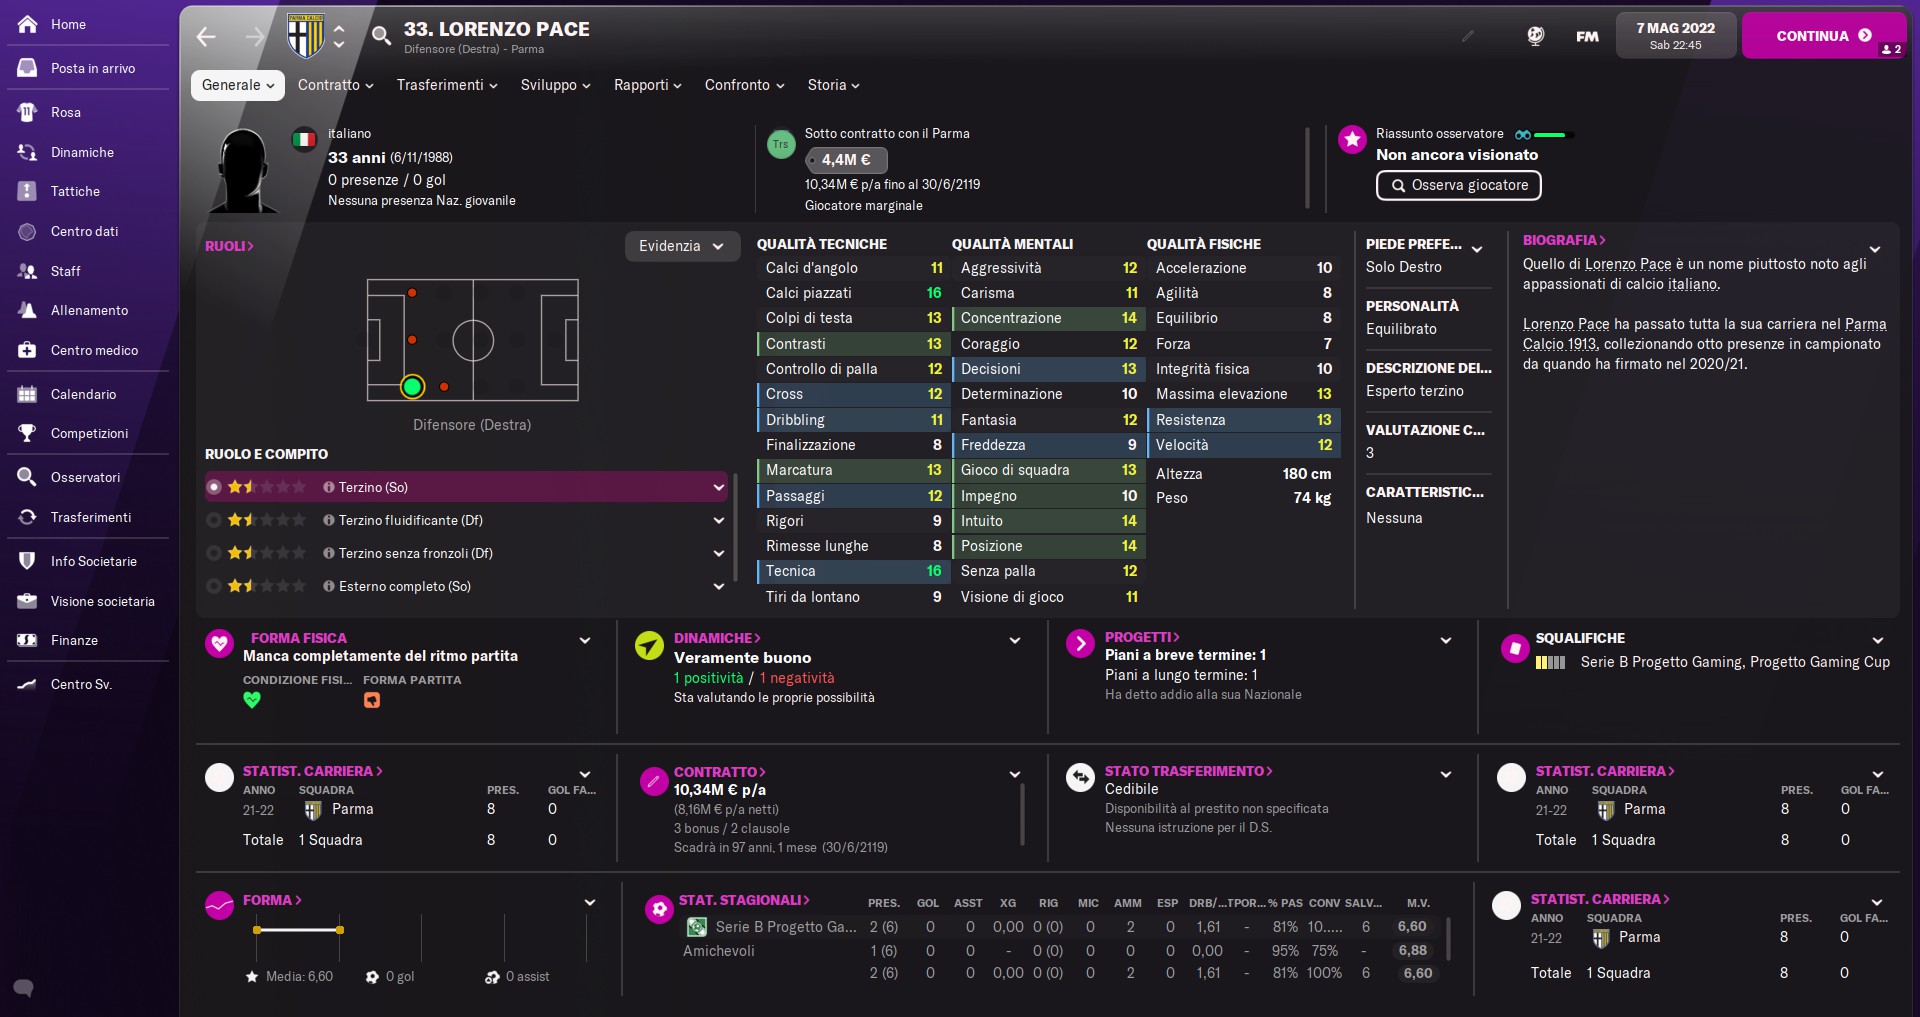 Home
Posta in arrivo
Rosa
Dinamiche
Tattiche
Centro dati
Staff
Allenamento
Centro medico
Calendario
Competizioni
Osservatori
Trasferimenti
Info Societarie
Visione societaria
Finanze
Centro Sv.
33. LORENZO PACE
Difensore (Destra) - Parma
FM
7 MAG 2022
Sab 22:45
CONTINUA
2
Generale Contratto Trasferimenti Sviluppo Rapporti Confronto Storia
italiano
33 anni (6/11/1988)
0 presenze / 0 gol
Nessuna presenza Naz. giovanile
Trs
Sotto contratto con il Parma
4,4M €
10,34M € p/a fino al 30/6/2119
Giocatore marginale
Riassunto osservatore
Non ancora visionato
Osserva giocatore
RUOLI
Evidenzia
Difensore (Destra)
RUOLO E COMPITO
Terzino (So)
Terzino fluidificante (Df)
Terzino senza fronzoli (Df)
Esterno completo (So)
QUALITÀ TECNICHE
Calci d'angolo 11
Calci piazzati 16
Colpi di testa 13
Contrasti 13
Controllo di palla 12
Cross 12
Dribbling 11
Finalizzazione 8
Marcatura 13
Passaggi 12
Rigori 9
Rimesse lunghe 8
Tecnica 16
Tiri da lontano 9
QUALITÀ MENTALI
Aggressività 12
Carisma 11
Concentrazione 14
Coraggio 12
Decisioni 13
Determinazione 10
Fantasia 12
Freddezza 9
Gioco di squadra 13
Impegno 10
Intuito 14
Posizione 14
Senza palla 12
Visione di gioco 11
QUALITÀ FISICHE
Accelerazione 10
Agilità 8
Equilibrio 8
Forza 7
Integrità fisica 10
Massima elevazione 13
Resistenza 13
Velocità 12
Altezza 180 cm
Peso 74 kg
PIEDE PREFE...
Solo Destro
PERSONALITÀ
Equilibrato
DESCRIZIONE DEI...
Esperto terzino
VALUTAZIONE C...
3
CARATTERISTIC...
Nessuna
BIOGRAFIA
Quello di Lorenzo Pace è un nome piuttosto noto agli
appassionati di calcio italiano.
Lorenzo Pace ha passato tutta la sua carriera nel Parma
Calcio 1913, collezionando otto presenze in campionato
da quando ha firmato nel 2020/21.
FORMA FISICA
Manca completamente del ritmo partita
CONDIZIONE FISI... FORMA PARTITA
DINAMICHE
Veramente buono
1 positività / 1 negatività
Sta valutando le proprie possibilità
PROGETTI
Piani a breve termine: 1
Piani a lungo termine: 1
Ha detto addio alla sua Nazionale
SQUALIFICHE
Serie B Progetto Gaming, Progetto Gaming Cup
STATIST. CARRIERA
ANNO SQUADRA PRES. GOL FA...
21-22 Parma 8 0
Totale 1 Squadra 8 0
CONTRATTO
10,34M € p/a
(8,16M € p/a netti)
3 bonus / 2 clausole
Scadrà in 97 anni, 1 mese (30/6/2119)
STATO TRASFERIMENTO
Cedibile
Disponibilità al prestito non specificata
Nessuna istruzione per il D.S.
STATIST. CARRIERA
ANNO SQUADRA PRES. GOL FA...
21-22 Parma 8 0
Totale 1 Squadra 8 0
FORMA
Media: 6,60 0 gol 0 assist
STAT. STAGIONALI PRES. GOL ASST XG RIG MIC AMM ESP DRB/...TPOR... % PAS CONV SALV... M.V.
Serie B Progetto Ga... 2 (6) 0 0 0,00 0 (0) 0 2 0 1,61 - 81% 10..... 6 6,60
Amichevoli 1 (6) 0 0 - 0 (0) 0 0 0 0,00 - 95% 75% - 6,88
2 (6) 0 0 0,00 0 (0) 0 2 0 1,61 - 81% 100% 6 6,60
STATIST. CARRIERA
ANNO SQUADRA PRES. GOL FA...
21-22 Parma 8 0
Totale 1 Squadra 8 0